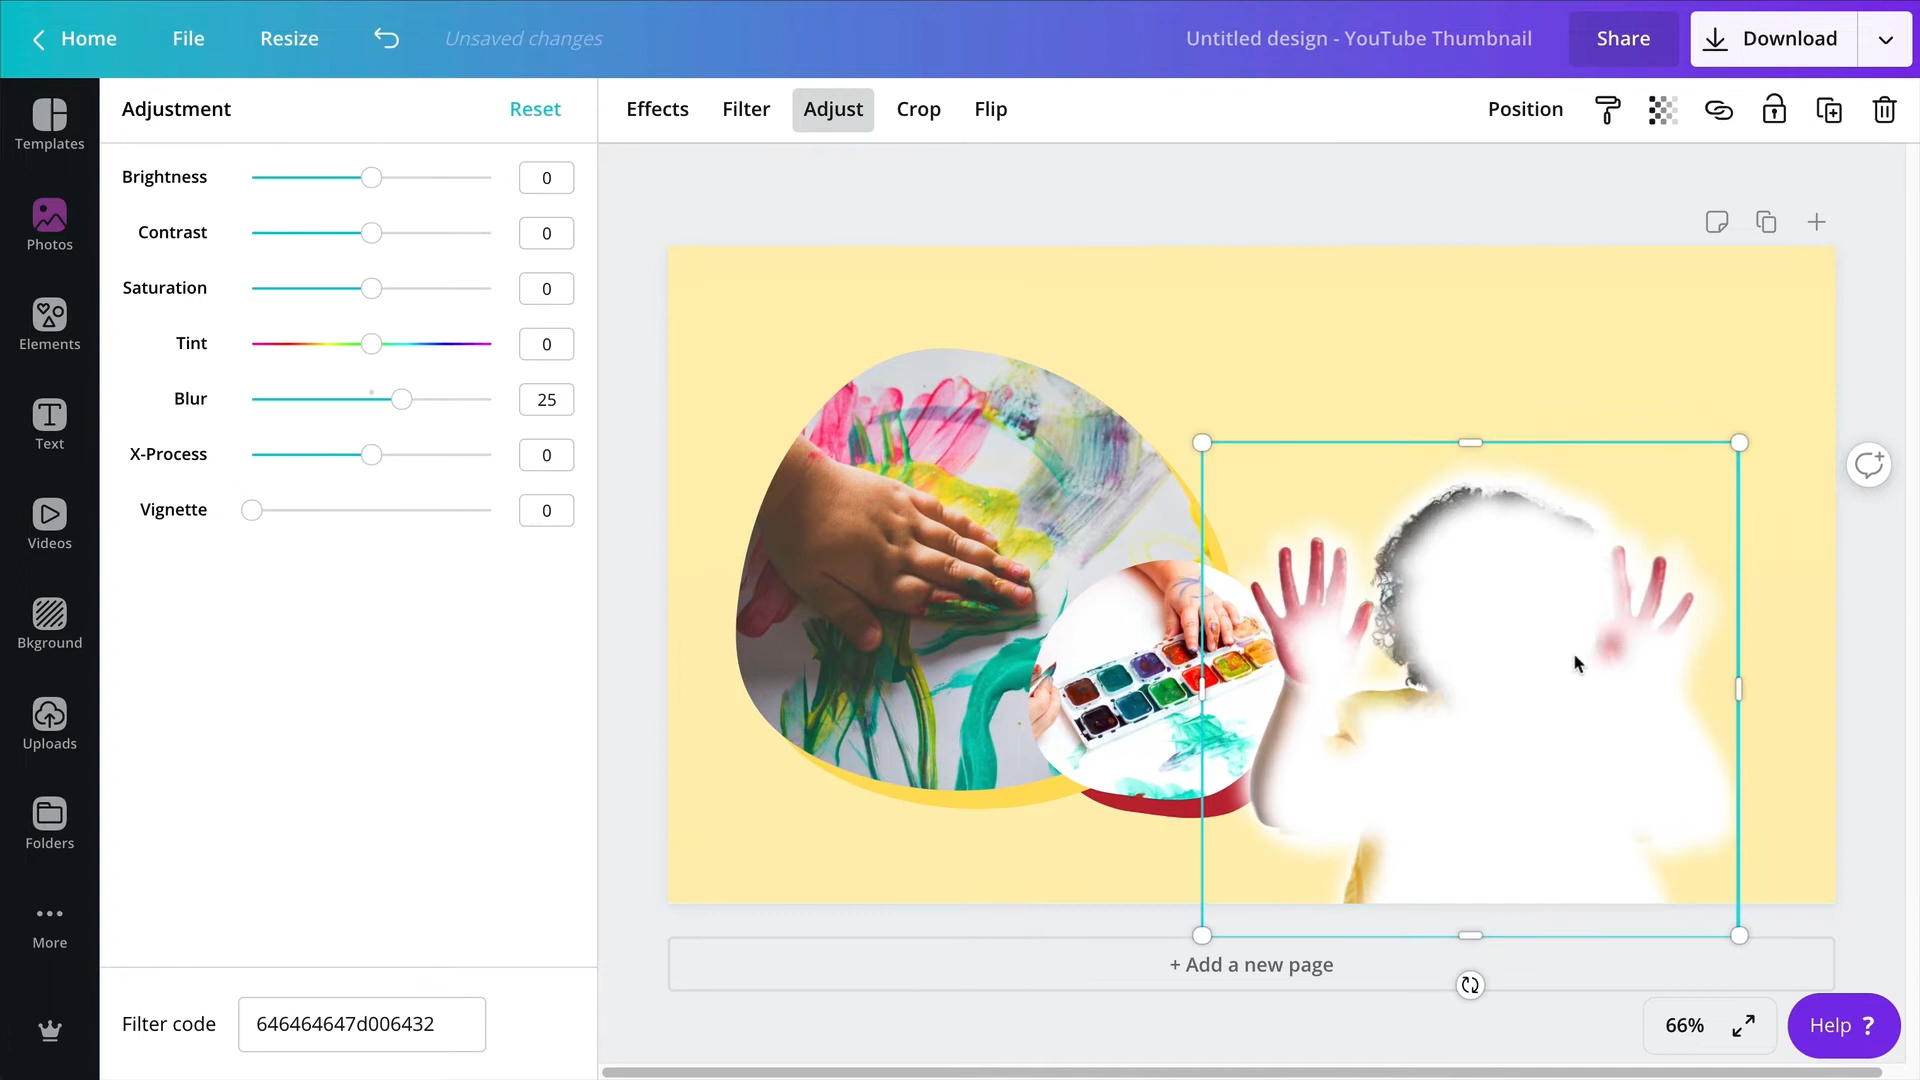 Home File Resize Unsaved changes Untitled design - YouTube Thumbnail Share Download
Adjustment Reset Effects Filter Adjust Crop Flip Position
Templates
Photos
Elements
Text
Videos
Bkground
Uploads
Folders
More
Brightness 0
Contrast 0
Saturation 0
Tint 0
Blur 25
X-Process 0
Vignette 0
Filter code 646464647d006432
+ Add a new page
66% Help ?